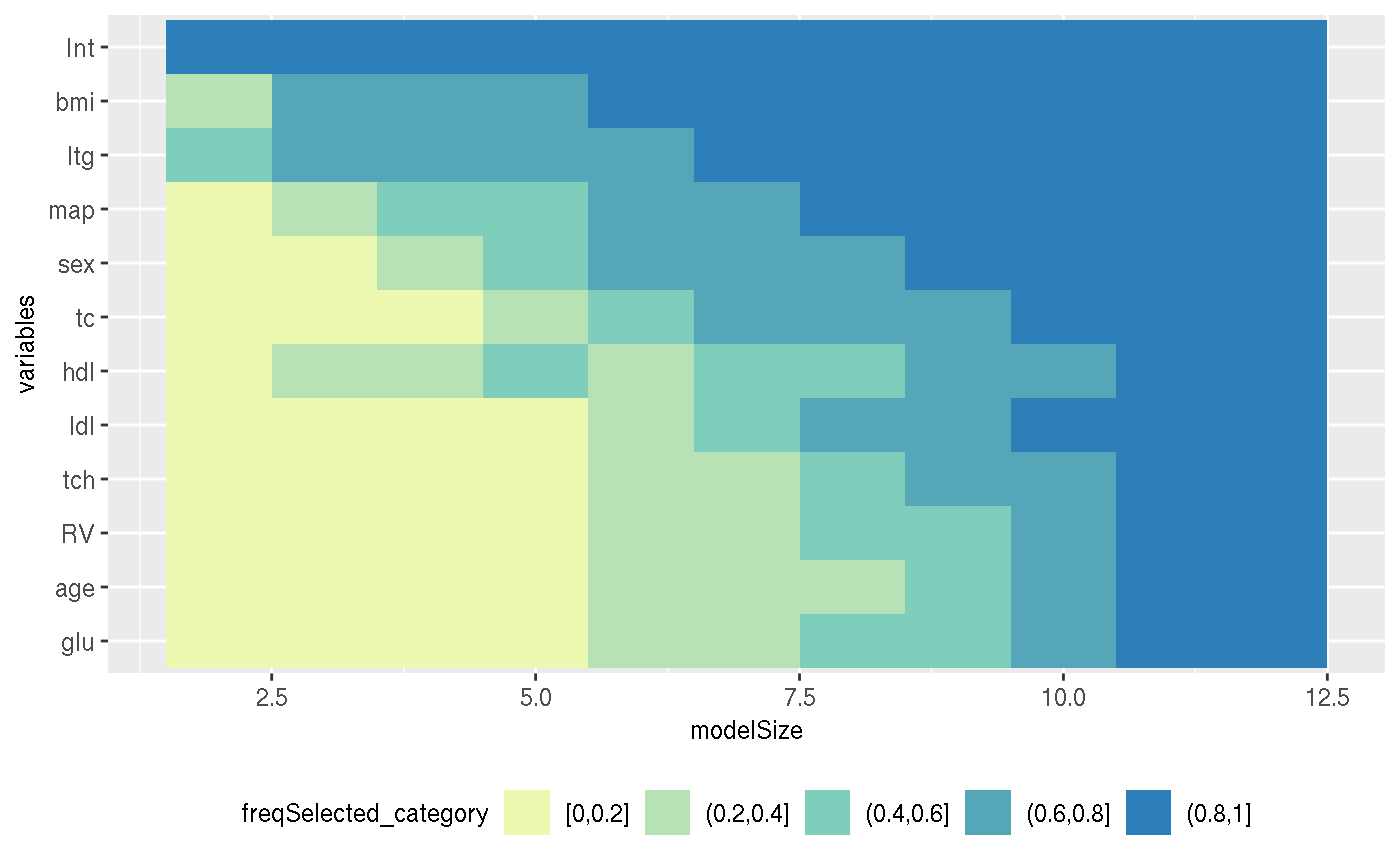 Int
bmi
ltg
map
sex
tc
hdl
ldl
tch
RV
age
glu
variables
2.5 5.0 7.5 10.0 12.5
modelSize
freqSelected_category [0,0.2] (0.2,0.4] (0.4,0.6] (0.6,0.8] (0.8,1]